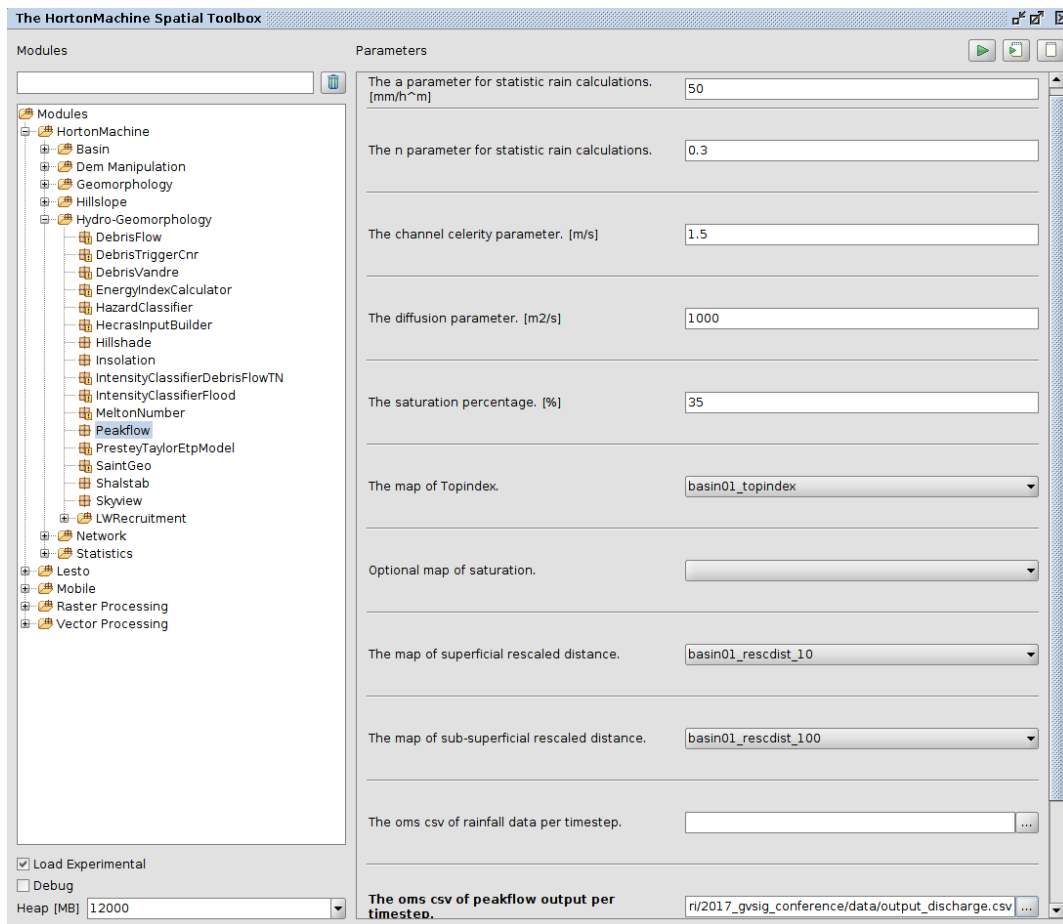 The HortonMachine Spatial Toolbox
Modules
Parameters
Modules
HortonMachine
Basin
Dem Manipulation
Geomorphology
Hillslope
Hydro-Geomorphology
DebrisFlow
DebrisTriggerCnr
DebrisVandre
EnergyIndexCalculator
HazardClassifier
HecrasInputBuilder
Hillshade
Insolation
IntensityClassifierDebrisFlowTN
IntensityClassifierFlood
MeltonNumber
Peakflow
PresteyTaylorEtpModel
SaintGeo
Shalstab
Skyview
LWRecruitment
Network
Statistics
Lesto
Mobile
Raster Processing
Vector Processing
Load Experimental
Debug
Heap [MB] 12000
The a parameter for statistic rain calculations.
[mm/h^m]
50
The n parameter for statistic rain calculations.
0.3
The channel celerity parameter. [m/s]
1.5
The diffusion parameter. [m2/s]
1000
The saturation percentage. [%]
35
The map of Topindex.
basin01_topindex
Optional map of saturation.
The map of superficial rescaled distance.
basin01_rescdist_10
The map of sub-superficial rescaled distance.
basin01_rescdist_100
The oms csv of rainfall data per timestep.
...
The oms csv of peakflow output per
timestep.
ri/2017_gvsig_conference/data/output_discharge.csv
...